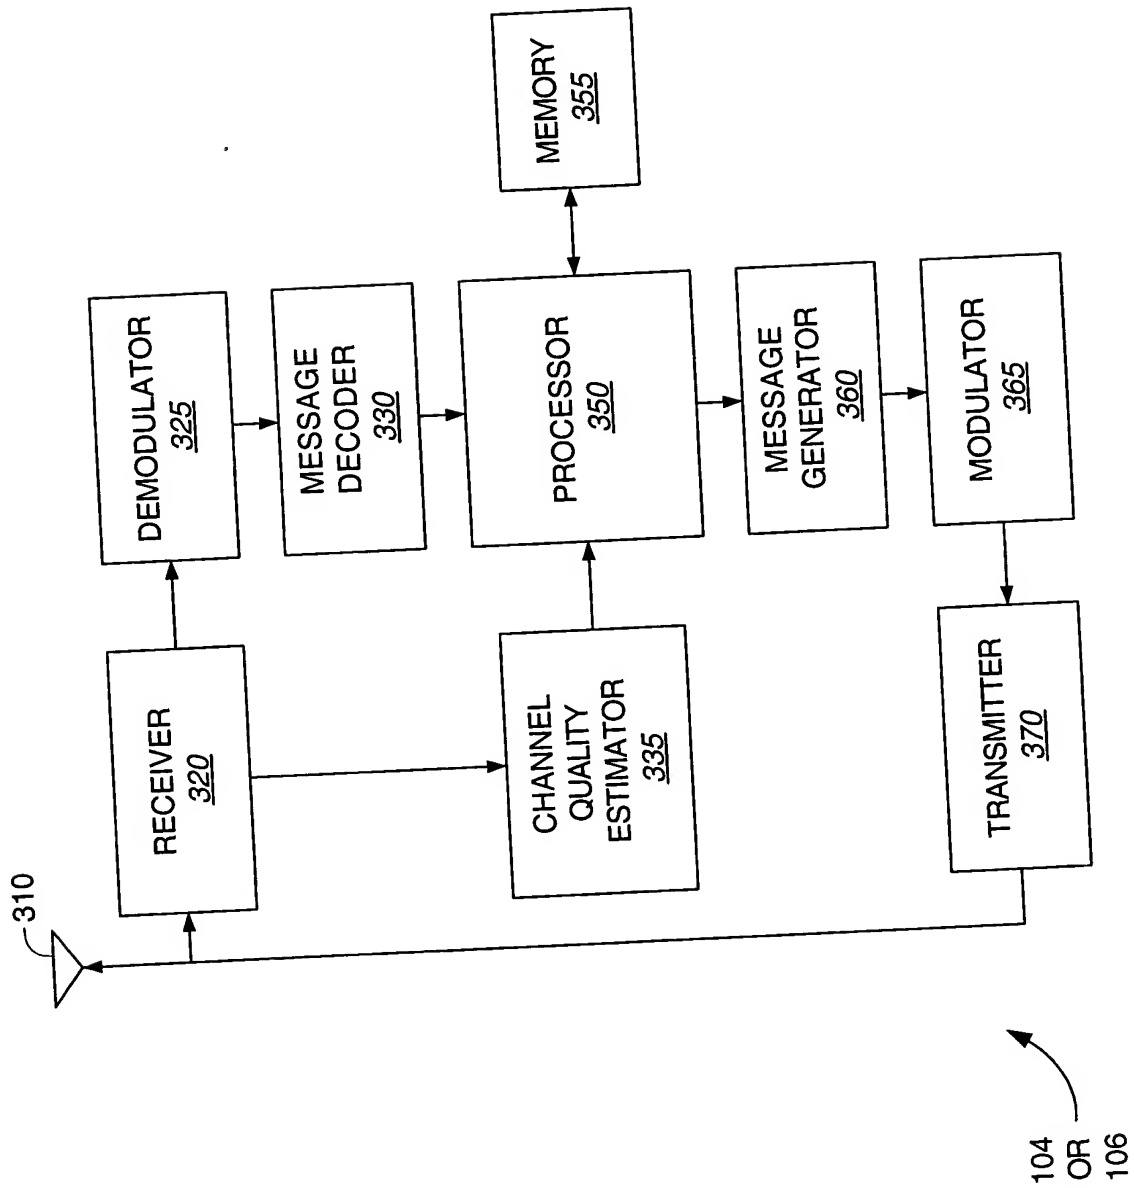 310
RECEIVER
320
DEMODULATOR
325
MESSAGE
DECODER
330
CHANNEL
QUALITY
ESTIMATOR
335
PROCESSOR
350
MEMORY
355
MESSAGE
GENERATOR
360
MODULATOR
365
TRANSMITTER
370
104
OR
106